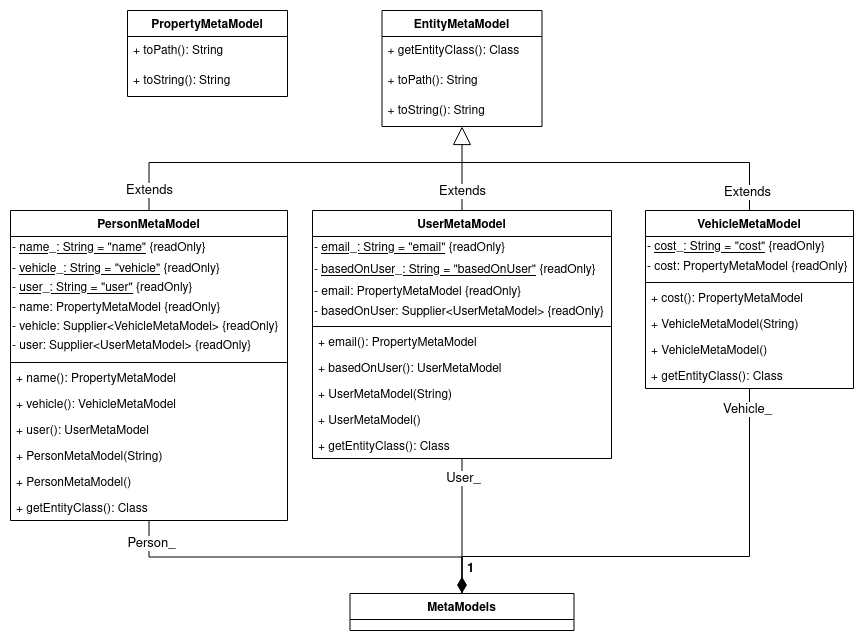 PropertyMetaModel
+ toPath(): String
+ toString(): String
EntityMetaModel
+ getEntityClass(): Class
+ toPath(): String
+ toString(): String
Extends
Extends
Extends
PersonMetaModel
- name_: String = "name" {readOnly}
- vehicle_: String = "vehicle" {readOnly}
- user_: String = "user" {readOnly}
- name: PropertyMetaModel {readOnly}
- vehicle: Supplier<VehicleMetaModel> {readOnly}
- user: Supplier<UserMetaModel> {readOnly}
+ name(): PropertyMetaModel
+ vehicle(): VehicleMetaModel
+ user(): UserMetaModel
+ PersonMetaModel(String)
+ PersonMetaModel()
+ getEntityClass(): Class
UserMetaModel
- email_: String = "email" {readOnly}
- basedOnUser_: String = "basedOnUser" {readOnly}
- email: PropertyMetaModel {readOnly}
- basedOnUser: Supplier<UserMetaModel> {readOnly}
+ email(): PropertyMetaModel
+ basedOnUser(): UserMetaModel
+ UserMetaModel(String)
+ UserMetaModel()
+ getEntityClass(): Class
VehicleMetaModel
- cost_: String = "cost" {readOnly}
- cost: PropertyMetaModel {readOnly}
+ cost(): PropertyMetaModel
+ VehicleMetaModel(String)
+ VehicleMetaModel()
+ getEntityClass(): Class
Person_
User_
Vehicle_
1
MetaModels